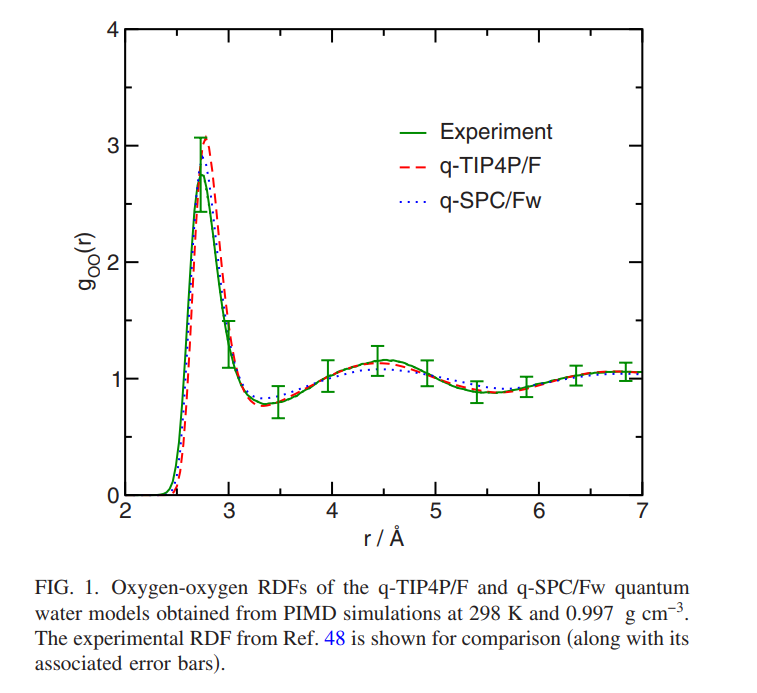 4
3
2
1
0
gOO(r)
Experiment
q-TIP4P/F
q-SPC/Fw
2 3 4 5 6 7
r / Å
FIG. 1. Oxygen-oxygen RDFs of the q-TIP4P/F and q-SPC/Fw quantum
water models obtained from PIMD simulations at 298 K and 0.997 g cm⁻³.
The experimental RDF from Ref. 48 is shown for comparison (along with its
associated error bars).